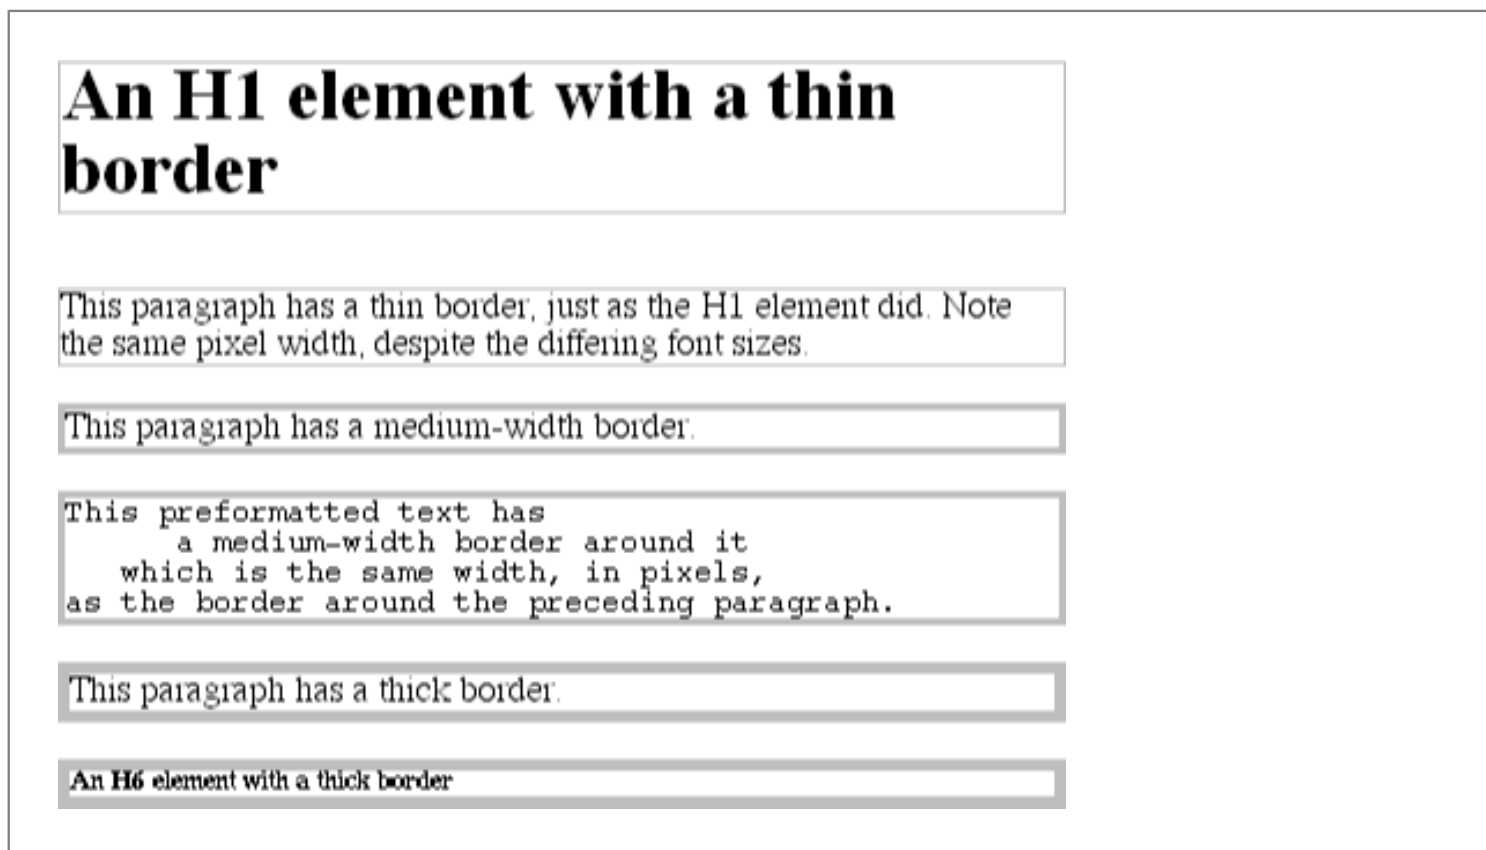 An H1 element with a thin
border
This paragraph has a thin border, just as the H1 element did. Note
the same pixel width, despite the differing font sizes.
This paragraph has a medium-width border.
This preformatted text has
      a medium-width border around it
   which is the same width, in pixels,
as the border around the preceding paragraph.
This paragraph has a thick border.
An H6 element with a thick border